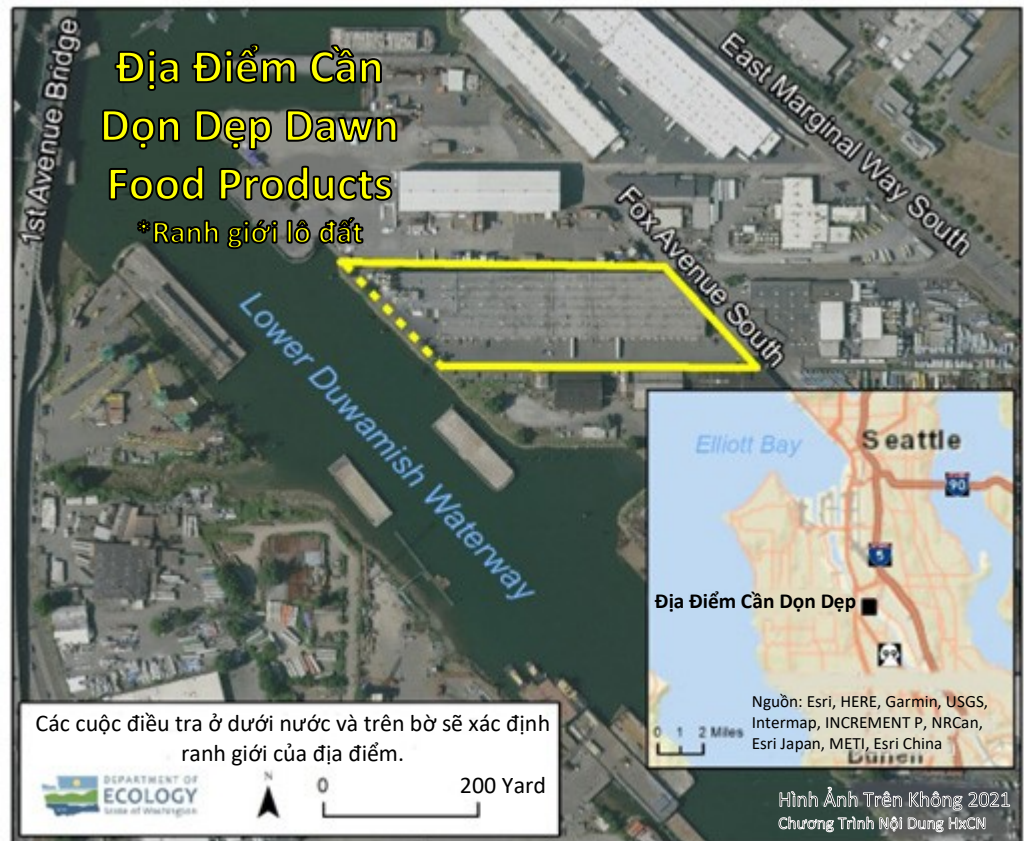 1st Avenue Bridge
Địa Điểm Cần
Dọn Dẹp Dawn
Food Products
*Ranh giới lô đất
East Marginal Way South
Fox Avenue South
Lower Duwamish Waterway
Elliott Bay
Seattle
90
5
Địa Điểm Cần Dọn Dẹp
99
Nguồn: Esri, HERE, Garmin, USGS,
Intermap, INCREMENT P, NRCan,
Esri Japan, METI, Esri China
0 1 2 Miles
Burien
Các cuộc điều tra ở dưới nước và trên bờ sẽ xác định
ranh giới của địa điểm.
DEPARTMENT OF
ECOLOGY
State of Washington
N
0 200 Yard
Hình Ảnh Trên Không 2021
Chương Trình Nội Dung HxCN